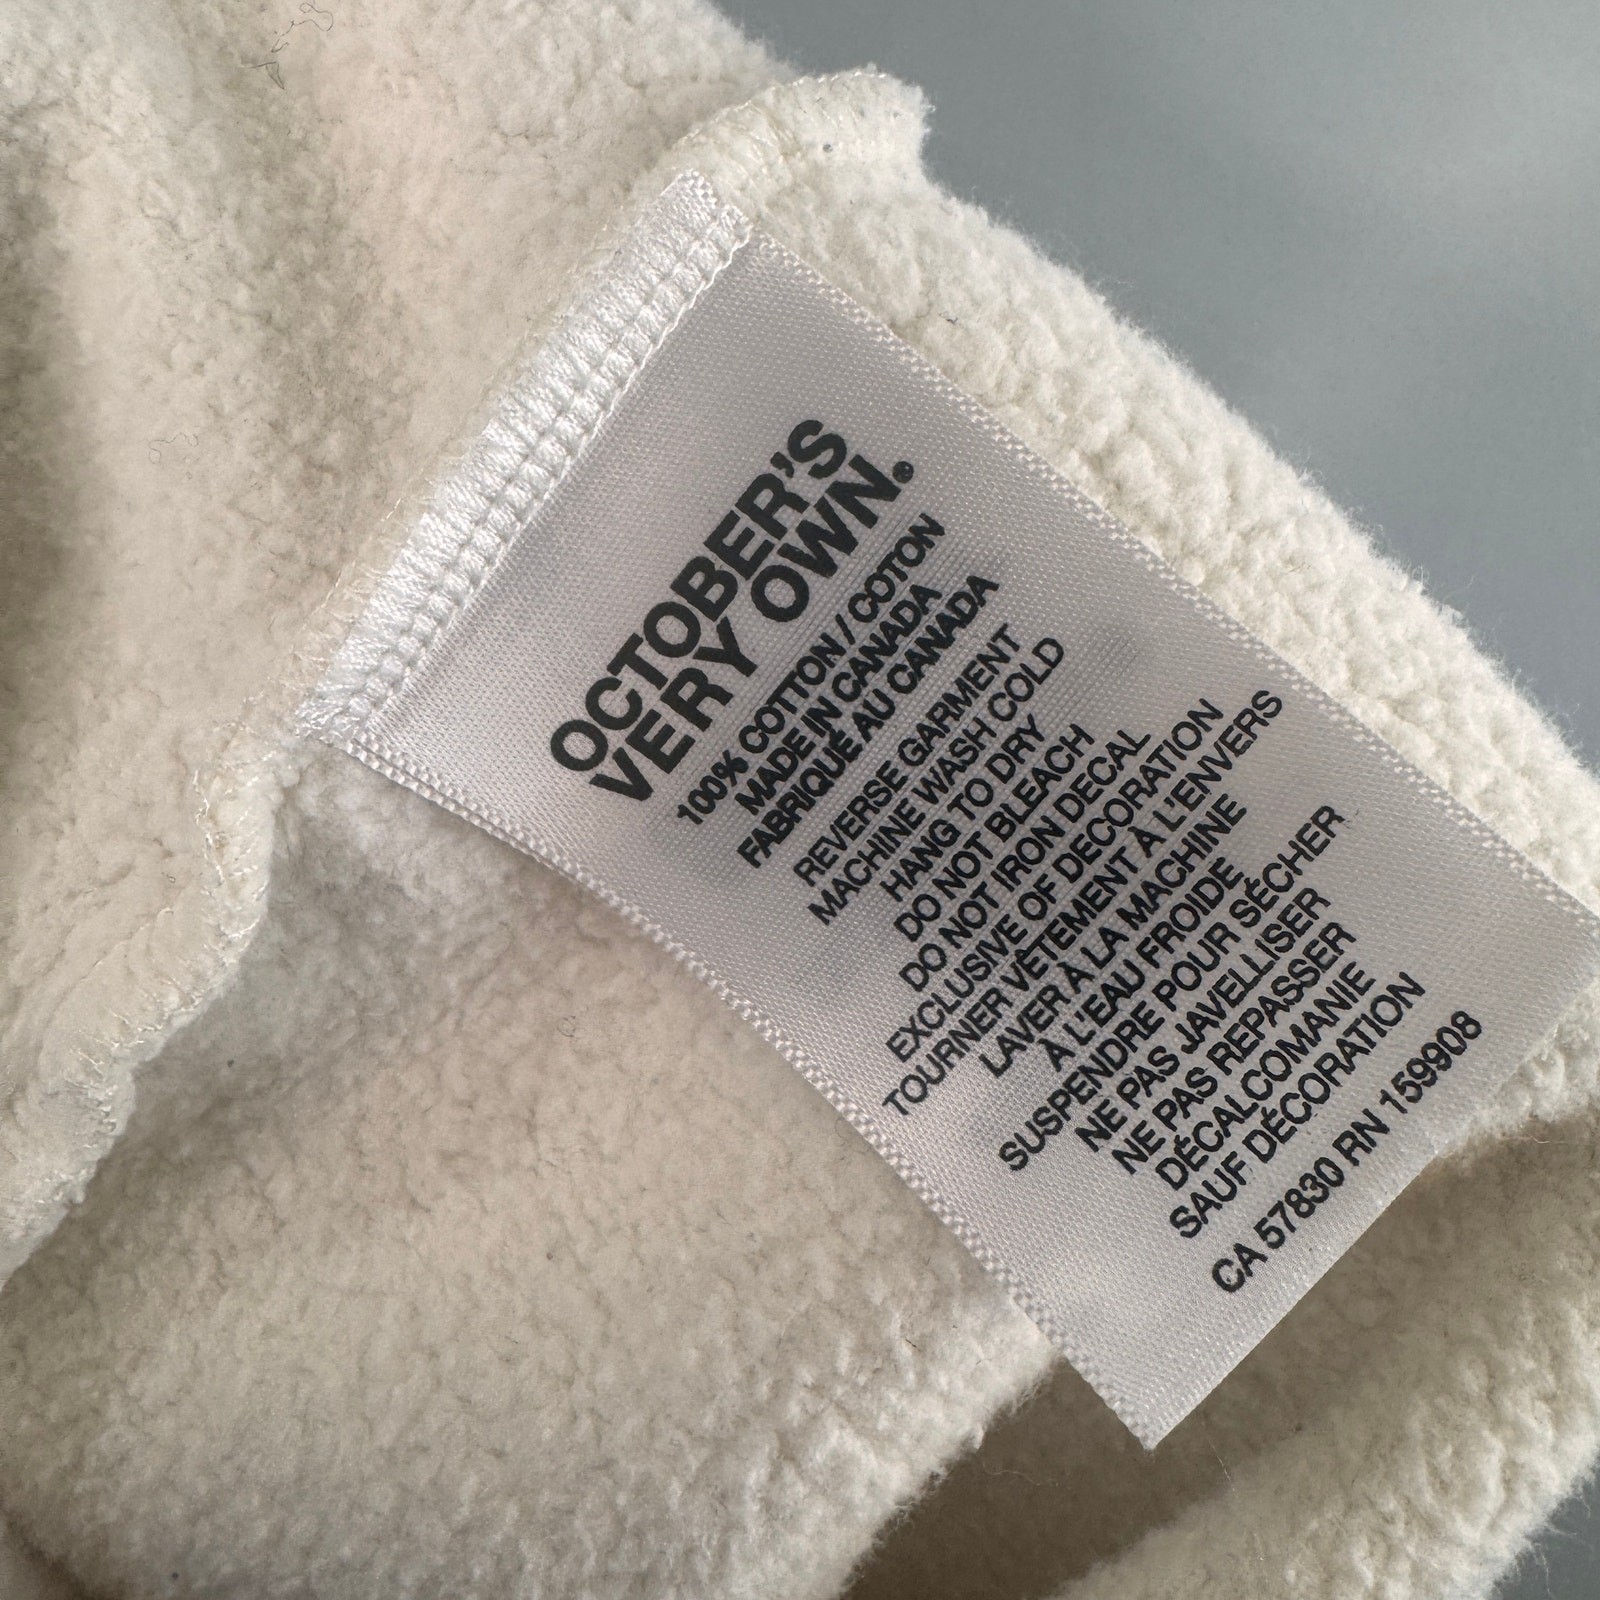 OCTOBER'S
VERY OWN.®
100% COTTON / COTON
MADE IN CANADA
FABRIQUÉ AU CANADA
REVERSE GARMENT
MACHINE WASH COLD
HANG TO DRY
DO NOT BLEACH
DO NOT IRON DECAL
EXCLUSIVE OF DECORATION
TOURNER VÊTEMENT À L'ENVERS
LAVER À LA MACHINE
À L'EAU FROIDE
SUSPENDRE POUR SÉCHER
NE PAS JAVELLISER
NE PAS REPASSER
DÉCALCOMANIE
SAUF DÉCORATION
CA 57830 RN 159908